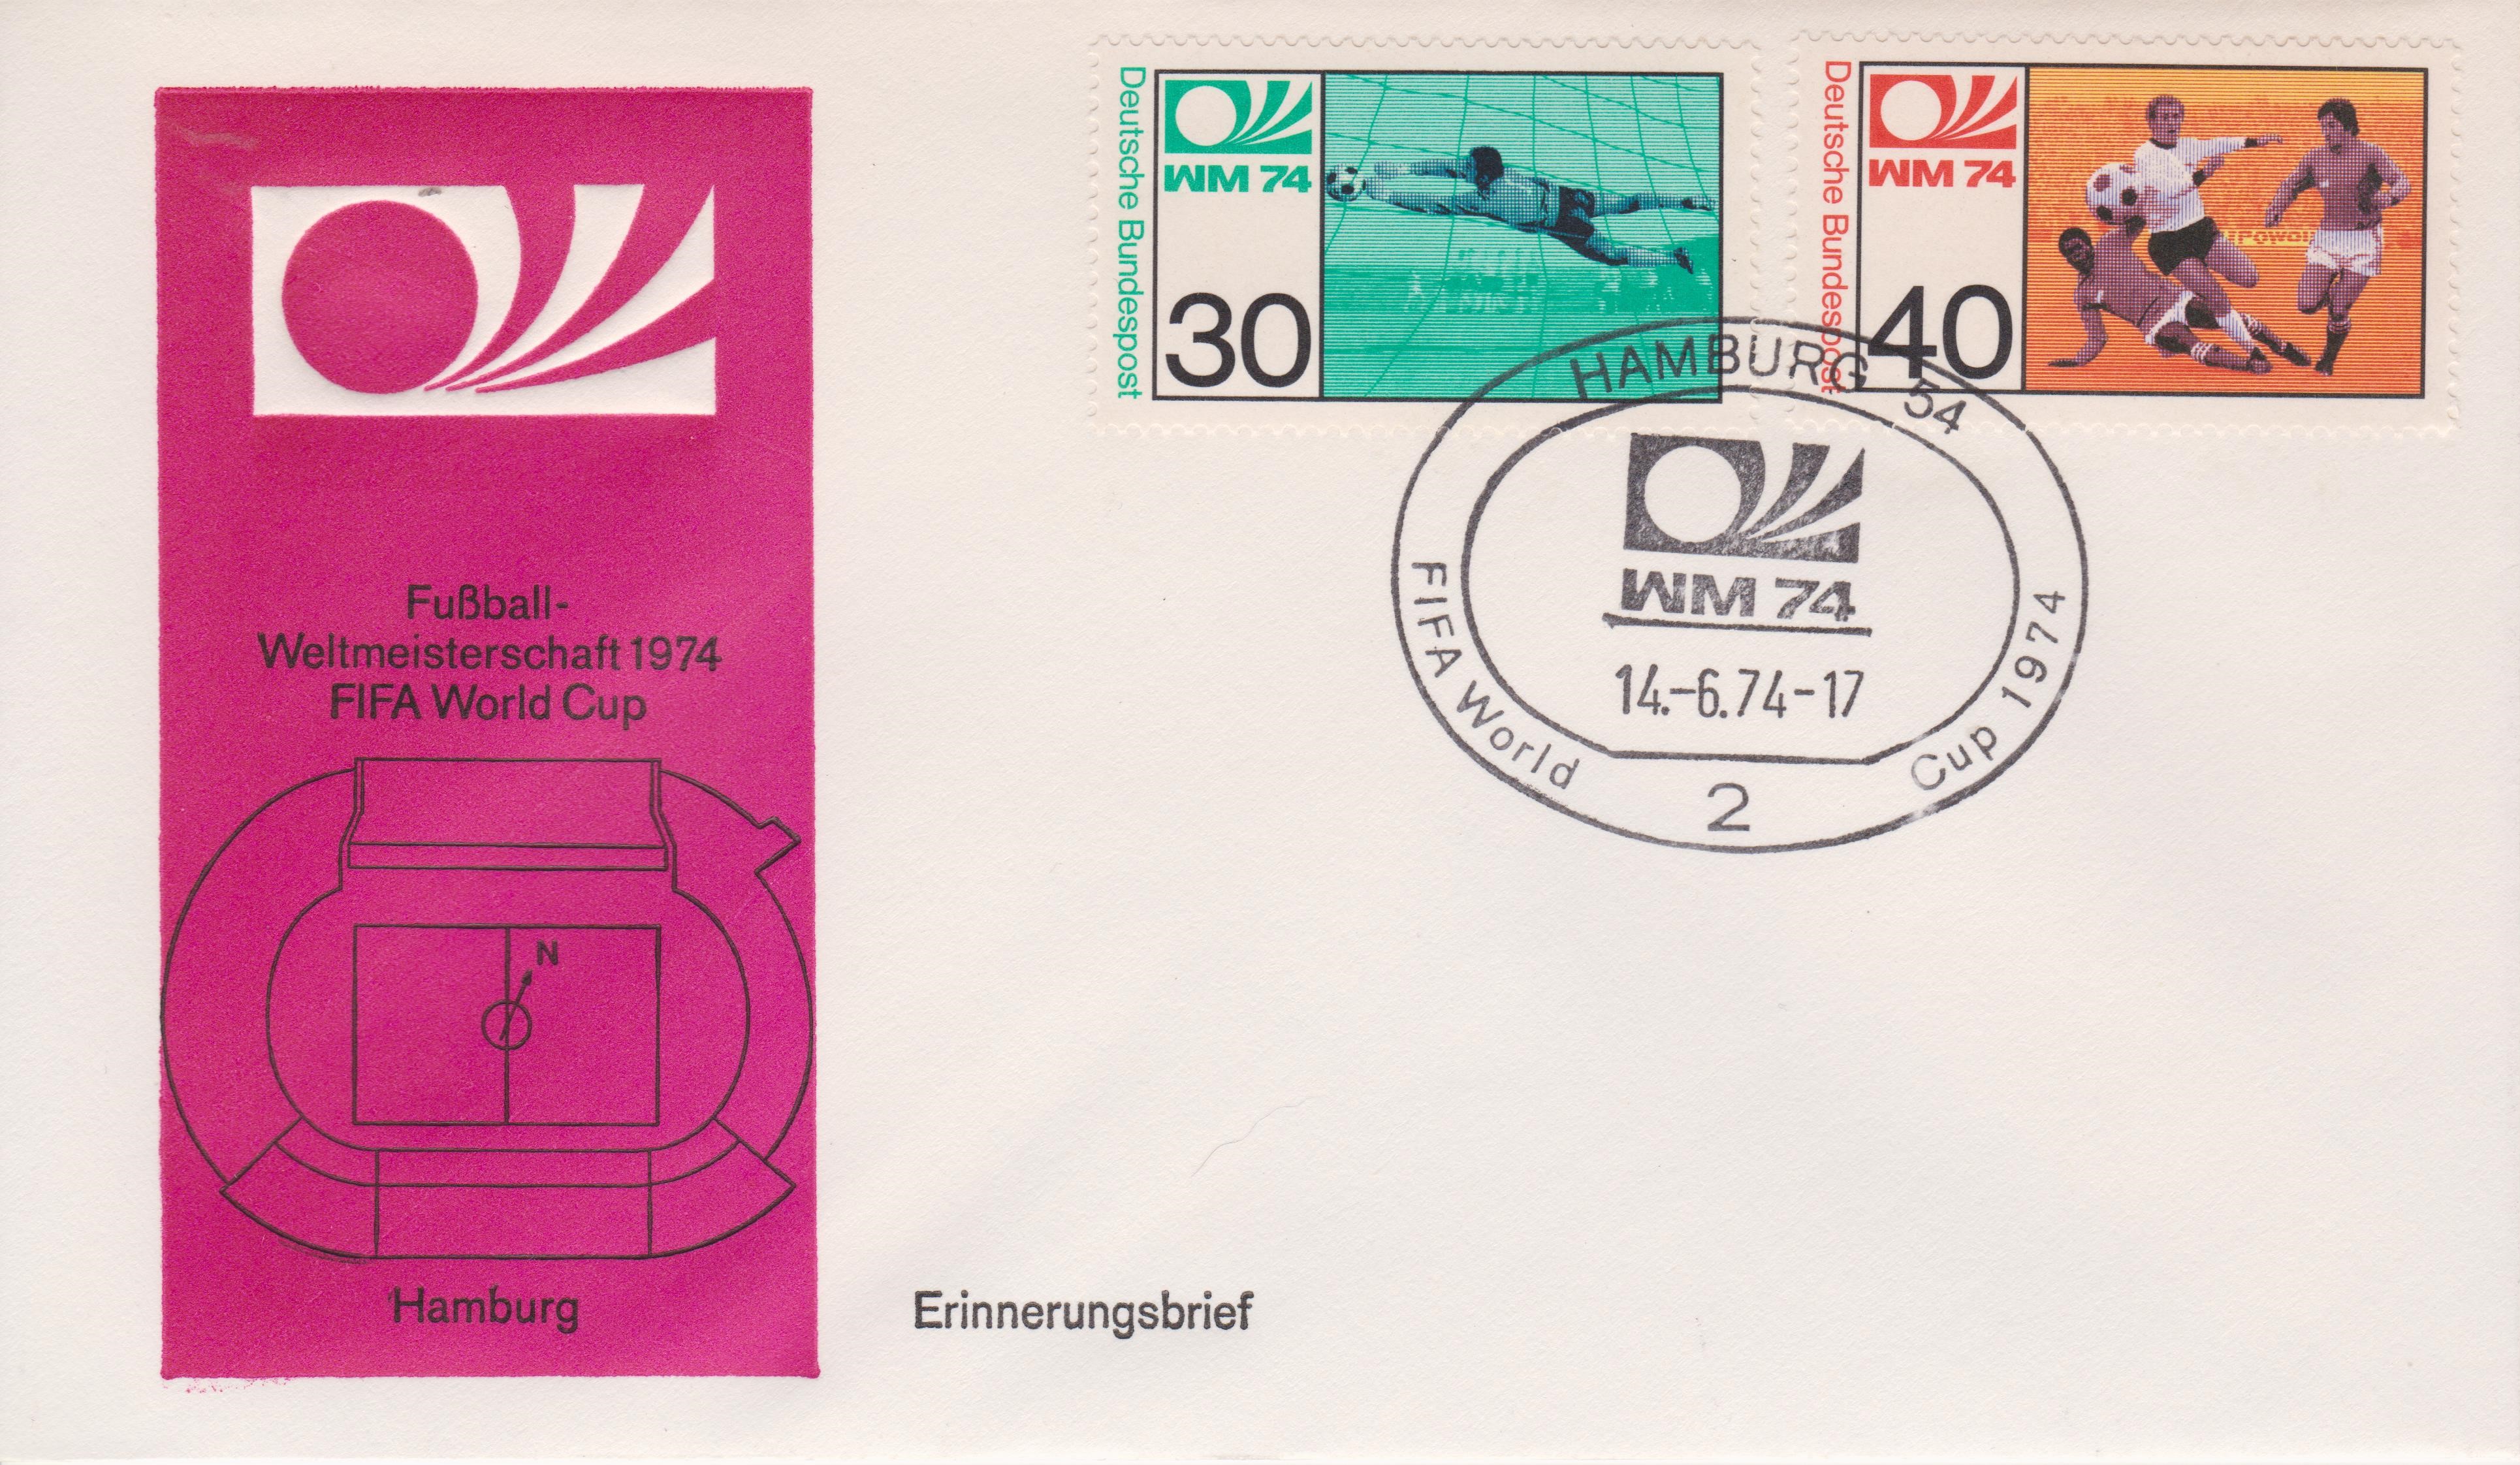 Fußball-
Weltmeisterschaft 1974
FIFA World Cup
N
Hamburg
Erinnerungsbrief
Deutsche Bundespost
WM 74
30
Deutsche Bundespost
WM 74
40
HAMBURG 54
WM 74
14.-6.74-17
FIFA World Cup 1974
2